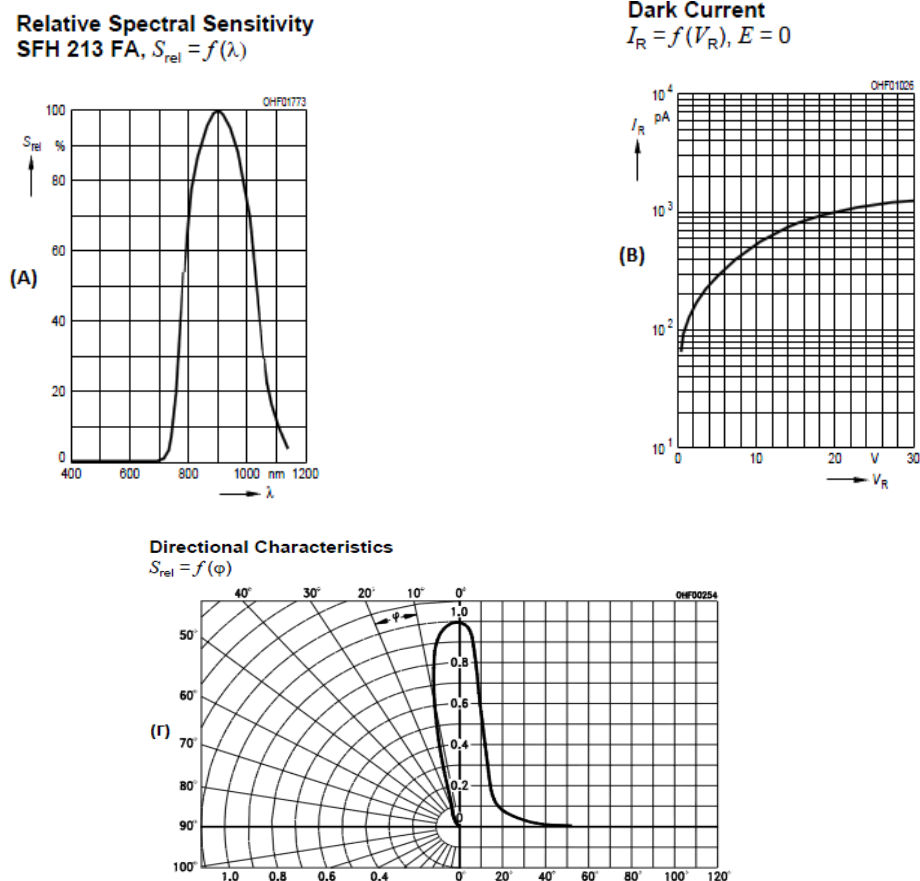 Relative Spectral Sensitivity
SFH 213 FA, S_rel = f(λ)
OHF01773
100
S_rel %
80
60
40
20
0
400 600 800 1000 nm 1200
λ
(A)
Dark Current
I_R = f(V_R), E = 0
OHF01026
10^4
I_R pA
10^3
10^2
10^1
0 10 20 V 30
V_R
(B)
Directional Characteristics
S_rel = f(φ)
OHF00254
40° 30° 20° 10° 0°
φ
1.0
50°
0.8
60°
0.6
(Γ)
70°
0.4
80°
0.2
90°
0
100°
1.0 0.8 0.6 0.4 0° 20° 40° 60° 80° 100° 120°